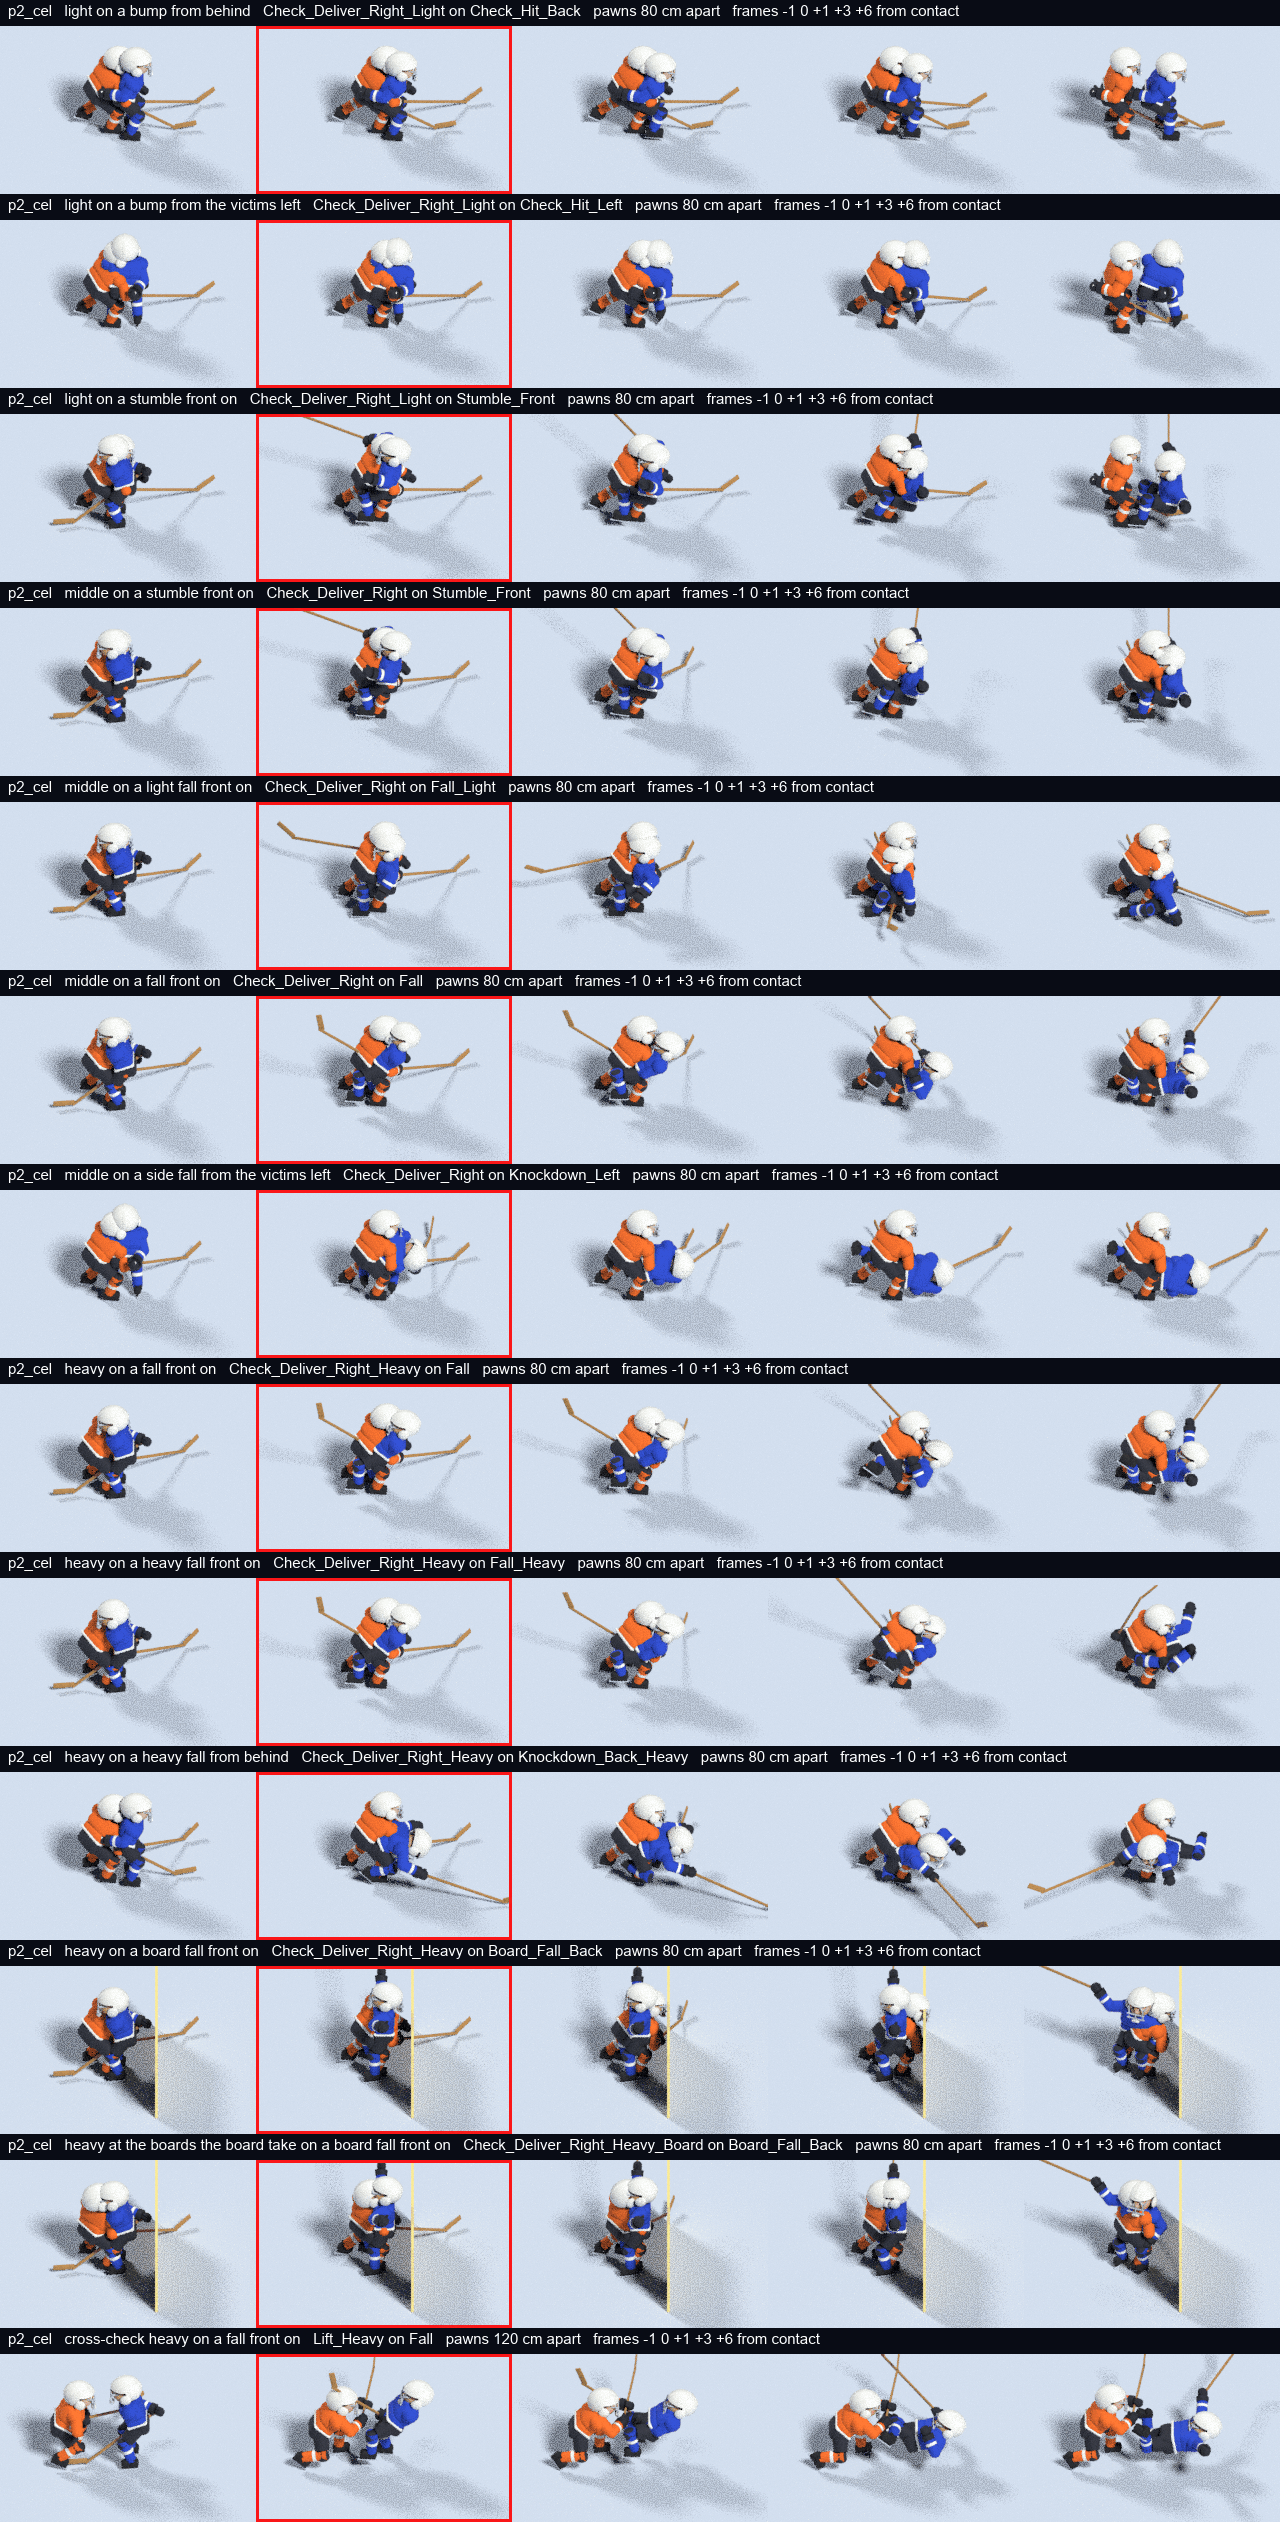 p2_cel light on a bump from behind Check_Deliver_Right_Light on Check_Hit_Back pawns 80 cm apart frames -1 0 +1 +3 +6 from contact
p2_cel light on a bump from the victims left Check_Deliver_Right_Light on Check_Hit_Left pawns 80 cm apart frames -1 0 +1 +3 +6 from contact
p2_cel light on a stumble front on Check_Deliver_Right_Light on Stumble_Front pawns 80 cm apart frames -1 0 +1 +3 +6 from contact
p2_cel middle on a stumble front on Check_Deliver_Right on Stumble_Front pawns 80 cm apart frames -1 0 +1 +3 +6 from contact
p2_cel middle on a light fall front on Check_Deliver_Right on Fall_Light pawns 80 cm apart frames -1 0 +1 +3 +6 from contact
p2_cel middle on a fall front on Check_Deliver_Right on Fall pawns 80 cm apart frames -1 0 +1 +3 +6 from contact
p2_cel middle on a side fall from the victims left Check_Deliver_Right on Knockdown_Left pawns 80 cm apart frames -1 0 +1 +3 +6 from contact
p2_cel heavy on a fall front on Check_Deliver_Right_Heavy on Fall pawns 80 cm apart frames -1 0 +1 +3 +6 from contact
p2_cel heavy on a heavy fall front on Check_Deliver_Right_Heavy on Fall_Heavy pawns 80 cm apart frames -1 0 +1 +3 +6 from contact
p2_cel heavy on a heavy fall from behind Check_Deliver_Right_Heavy on Knockdown_Back_Heavy pawns 80 cm apart frames -1 0 +1 +3 +6 from contact
p2_cel heavy on a board fall front on Check_Deliver_Right_Heavy on Board_Fall_Back pawns 80 cm apart frames -1 0 +1 +3 +6 from contact
p2_cel heavy at the boards the board take on a board fall front on Check_Deliver_Right_Heavy_Board on Board_Fall_Back pawns 80 cm apart frames -1 0 +1 +3 +6 from contact
p2_cel cross-check heavy on a fall front on Lift_Heavy on Fall pawns 120 cm apart frames -1 0 +1 +3 +6 from contact